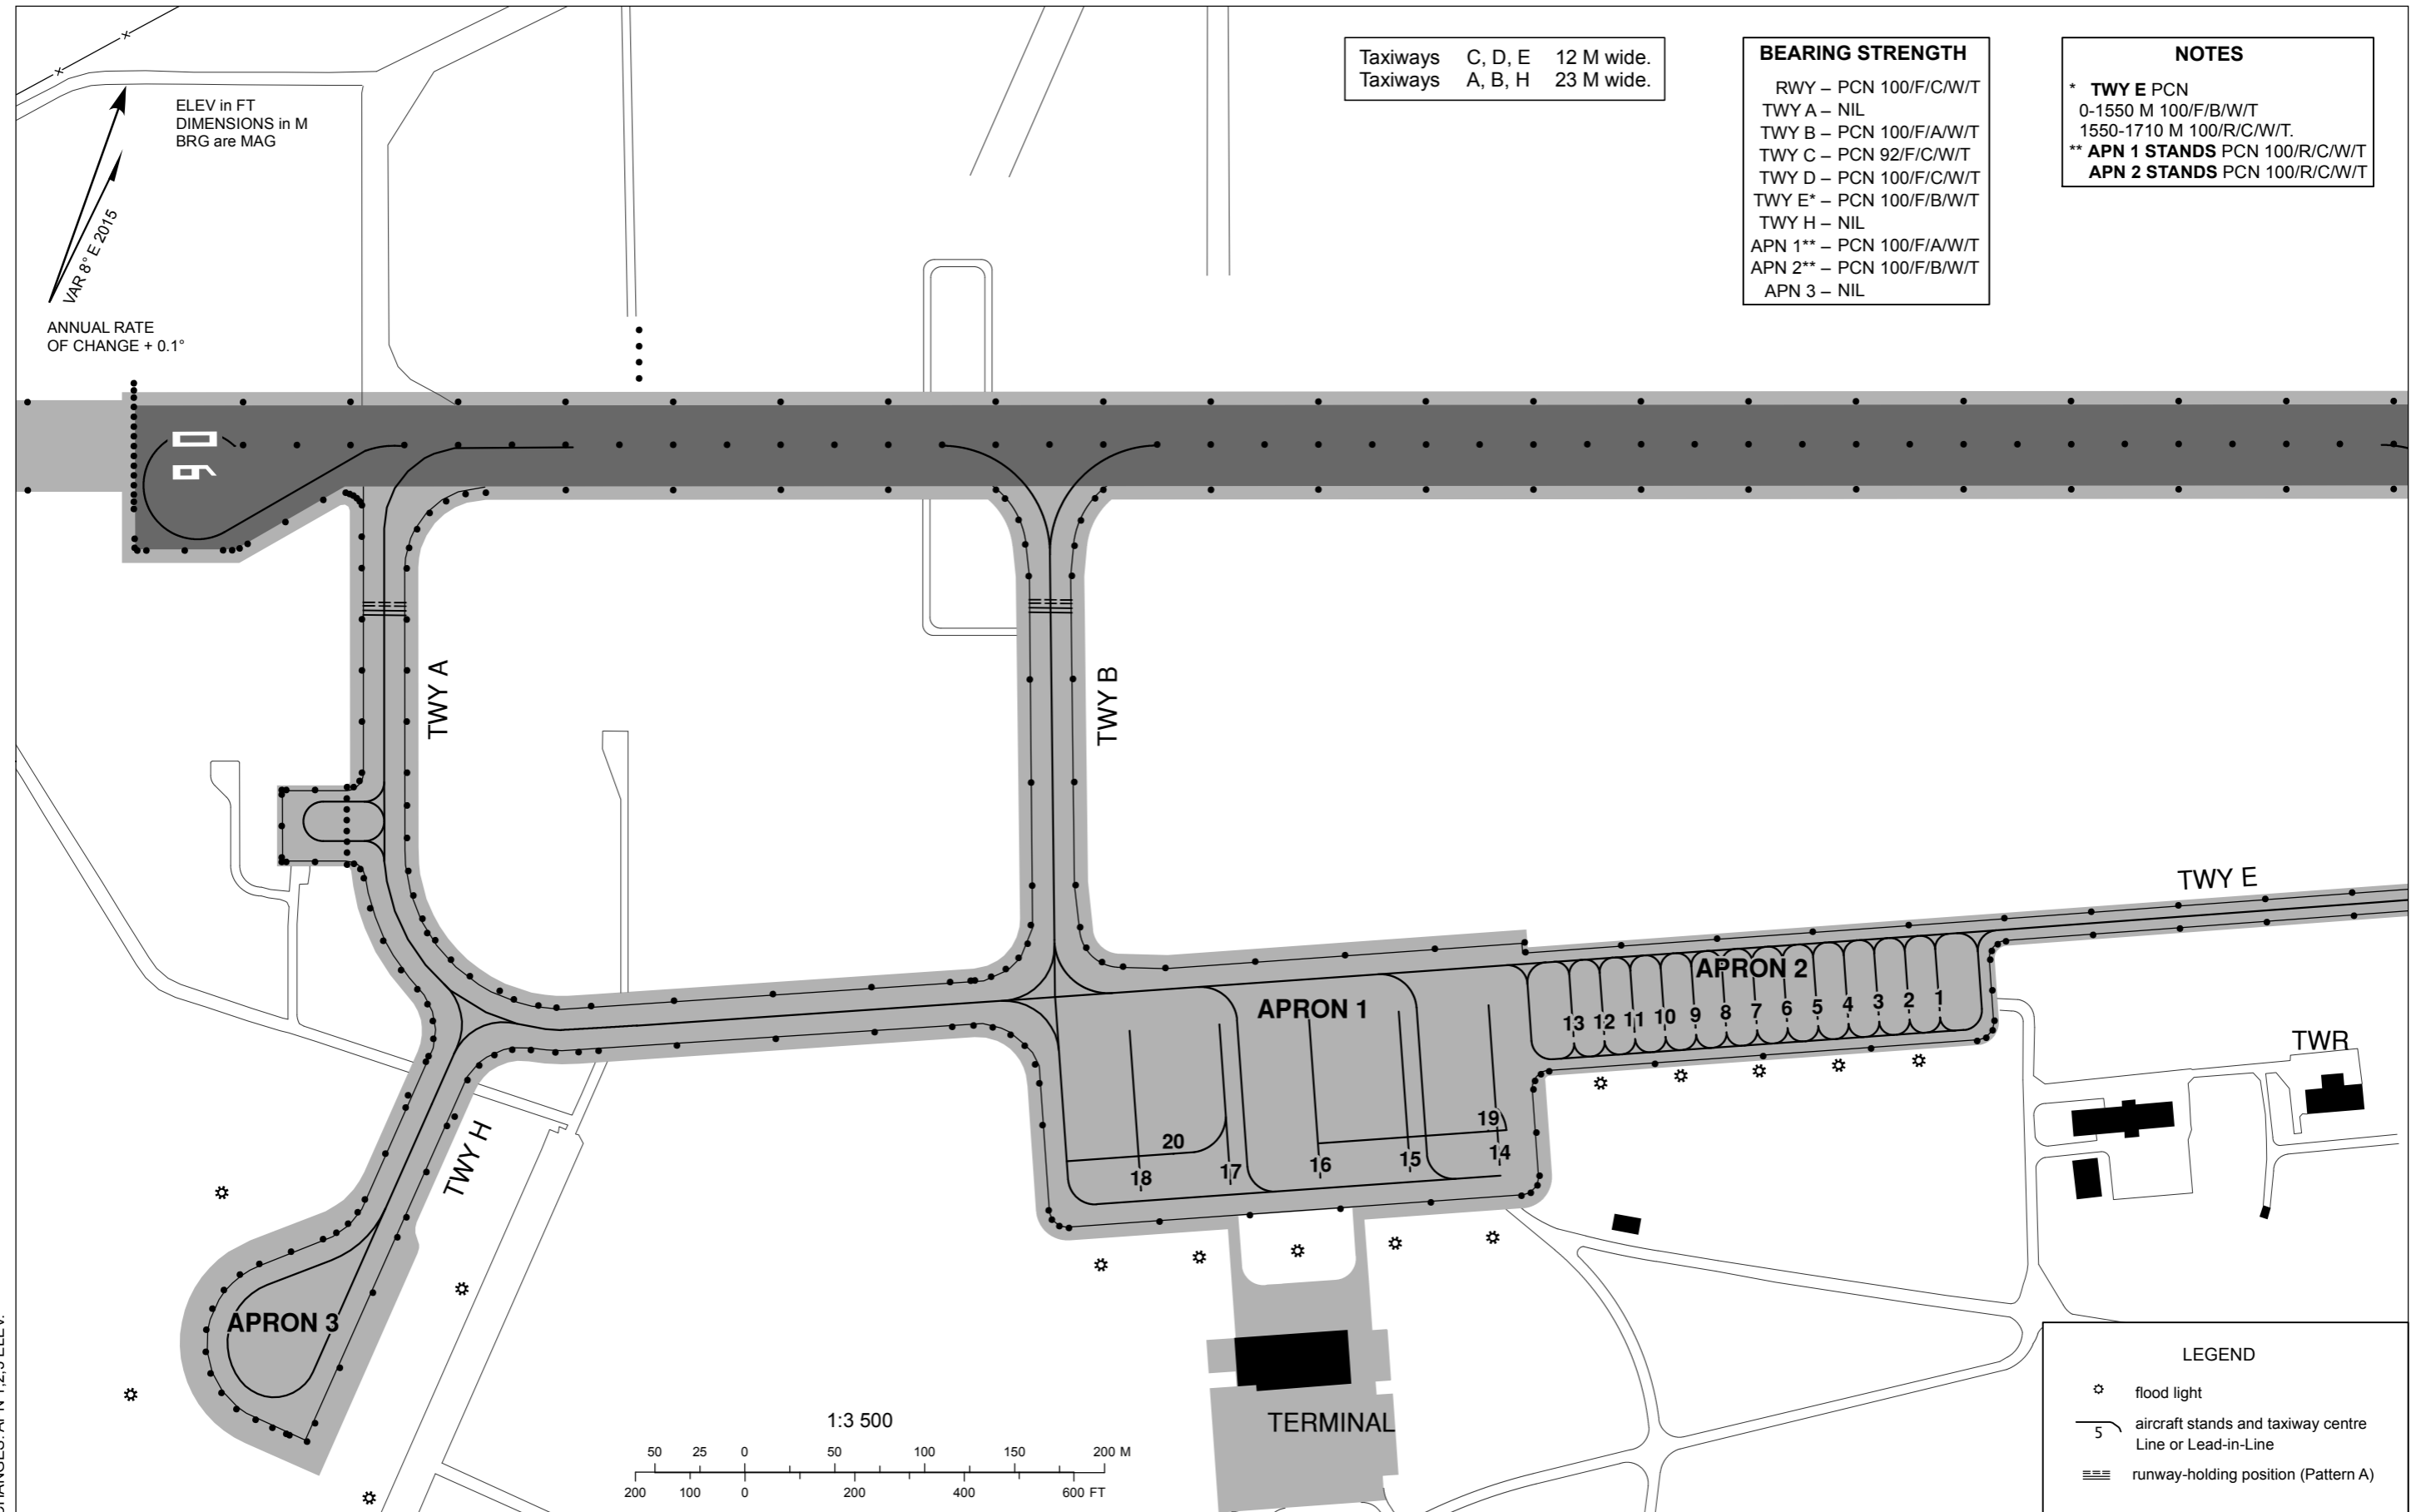 Taxiways C, D, E 12 M wide.
Taxiways A, B, H 23 M wide.
BEARING STRENGTH
RWY – PCN 100/F/C/W/T
TWY A – NIL
TWY B – PCN 100/F/A/W/T
TWY C – PCN 92/F/C/W/T
TWY D – PCN 100/F/C/W/T
TWY E* – PCN 100/F/B/W/T
TWY H – NIL
APN 1** – PCN 100/F/A/W/T
APN 2** – PCN 100/F/B/W/T
APN 3 – NIL
NOTES
* TWY E PCN
0-1550 M 100/F/B/W/T
1550-1710 M 100/R/C/W/T.
** APN 1 STANDS PCN 100/R/C/W/T
APN 2 STANDS PCN 100/R/C/W/T
ELEV in FT
DIMENSIONS in M
BRG are MAG
VAR 8° E 2015
ANNUAL RATE
OF CHANGE + 0.1°
06
TWY A
TWY B
TWY E
APRON 2
13 12 11 10 9 8 7 6 5 4 3 2 1
APRON 1
TWR
19
20
18 17 16 15 14
TWY H
APRON 3
TERMINAL
1:3 500
50 25 0 50 100 150 200 M
200 100 0 200 400 600 FT
LEGEND
flood light
5 aircraft stands and taxiway centre
Line or Lead-in-Line
runway-holding position (Pattern A)